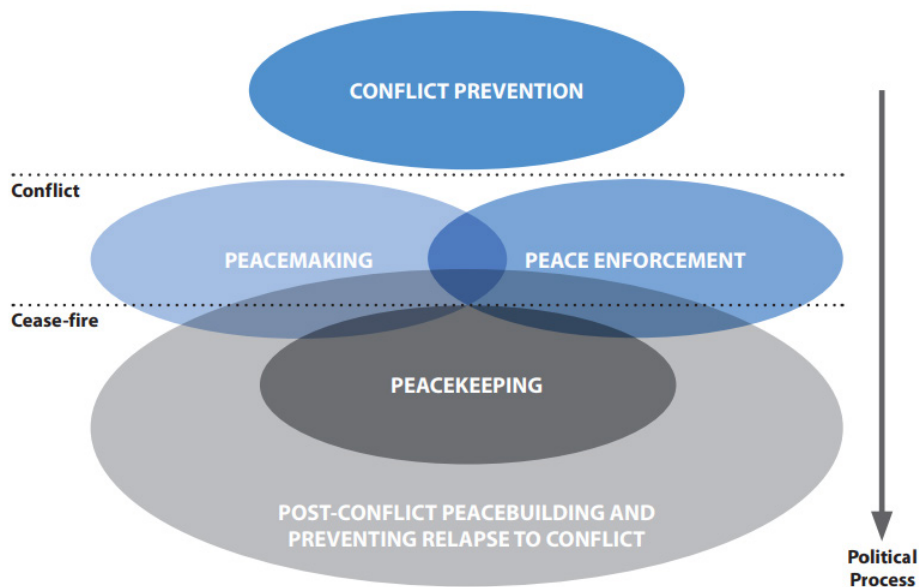 CONFLICT PREVENTION
Conflict
PEACEMAKING
PEACE ENFORCEMENT
Cease-fire
PEACEKEEPING
POST-CONFLICT PEACEBUILDING AND
PREVENTING RELAPSE TO CONFLICT
Political
Process